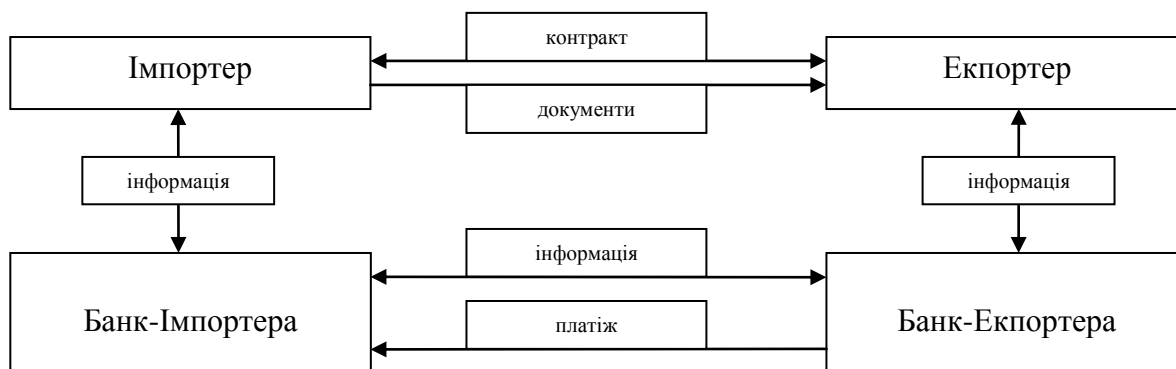 контракт
Імпортер
Екпортер
документи
інформація
інформація
інформація
Банк-Імпортера
Банк-Екпортера
платіж